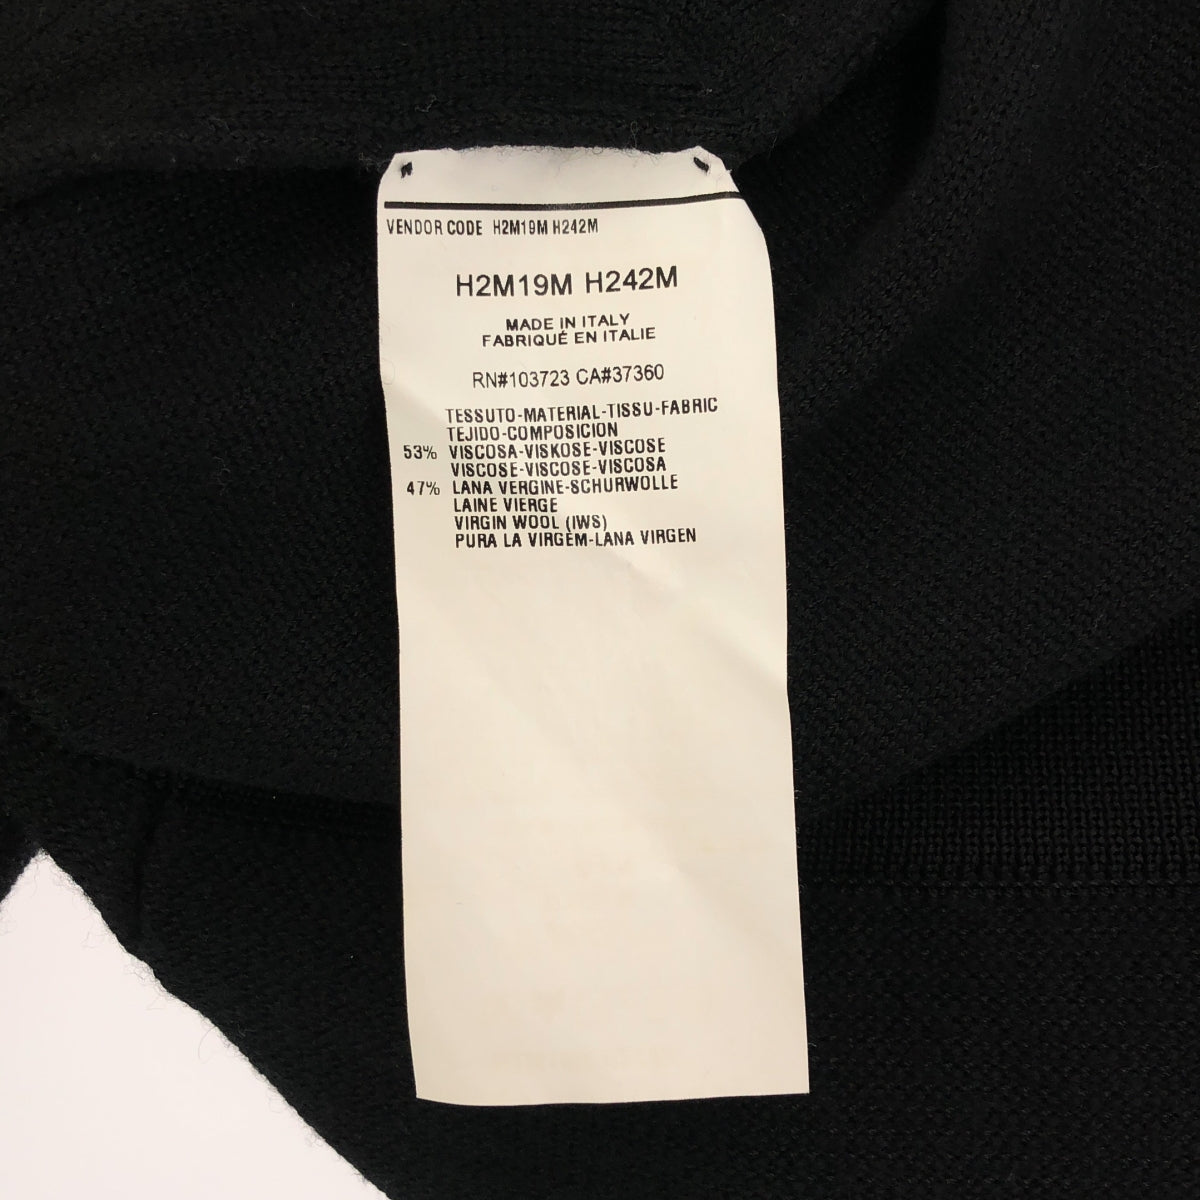 VENDOR CODE H2M19M H242M
H2M19M H242M
MADE IN ITALY
FABRIQUÉ EN ITALIE
RN#103723 CA#37360
TESSUTO-MATERIAL-TISSU-FABRIC
TEJIDO-COMPOSICION
53% VISCOSA-VISKOSE-VISCOSE
VISCOSE-VISCOSE-VISCOSA
47% LANA VERGINE-SCHURWOLLE
LAINE VIERGE
VIRGIN WOOL (IWS)
PURA LA VIRGEM-LANA VIRGEN